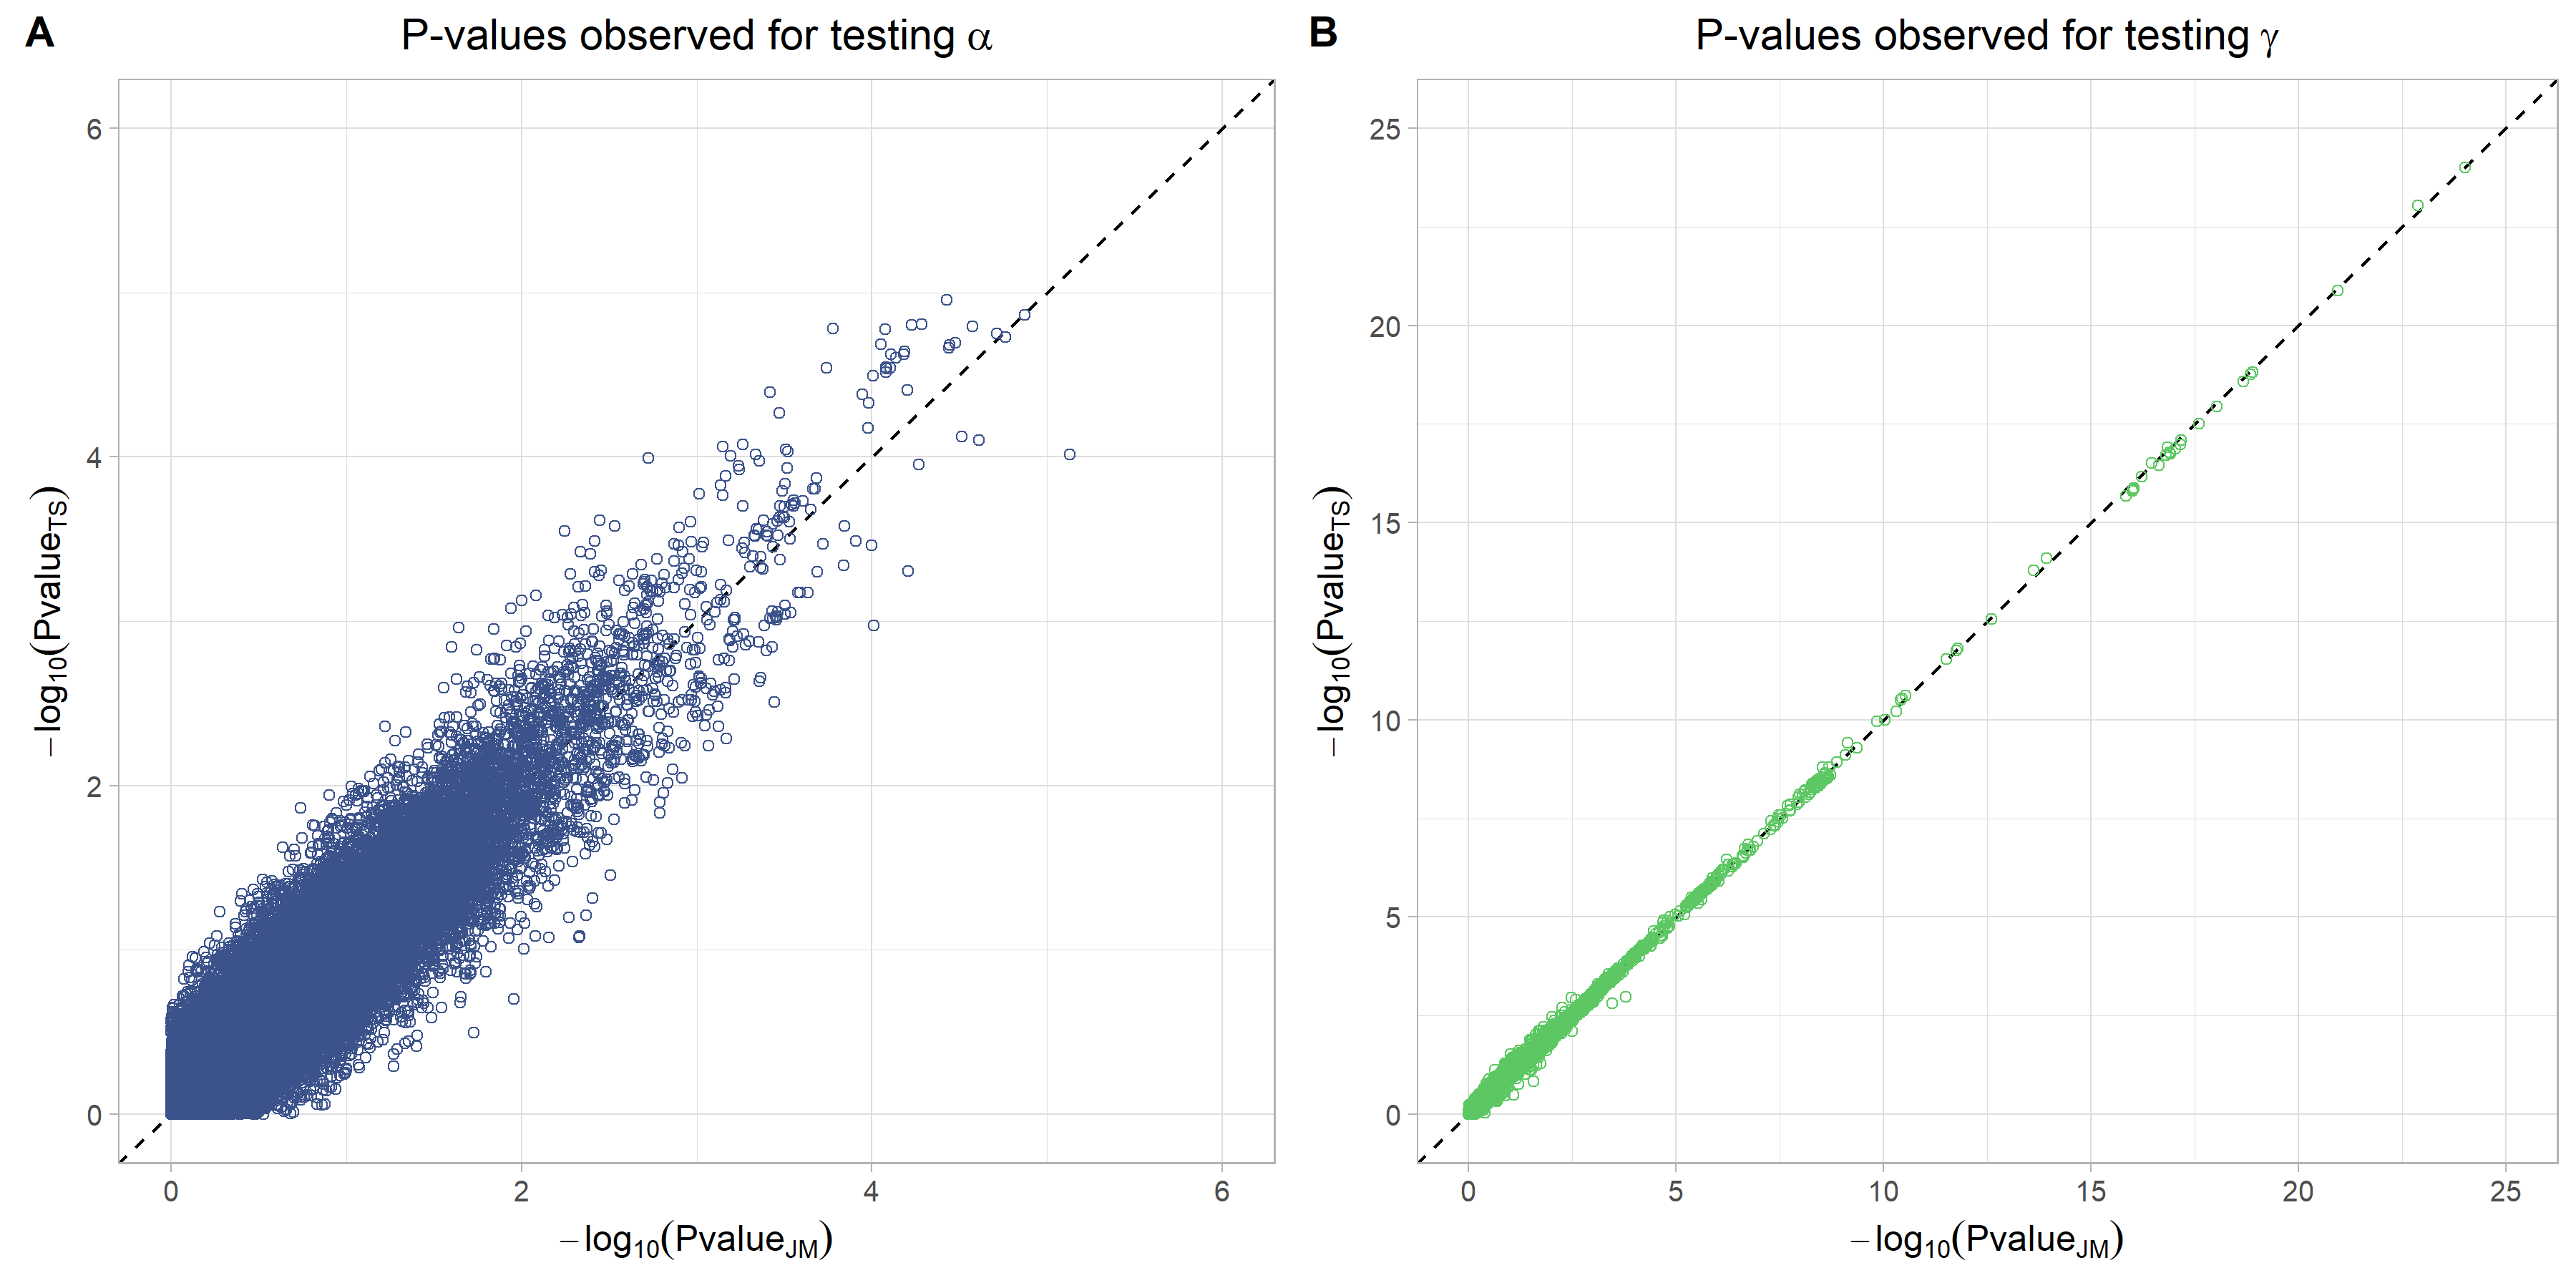 A
P-values observed for testing α
6
4
2
0
−log10(PvalueTS)
0 2 4 6
−log10(PvalueJM)
B
P-values observed for testing γ
25
20
15
10
5
0
−log10(PvalueTS)
0 5 10 15 20 25
−log10(PvalueJM)